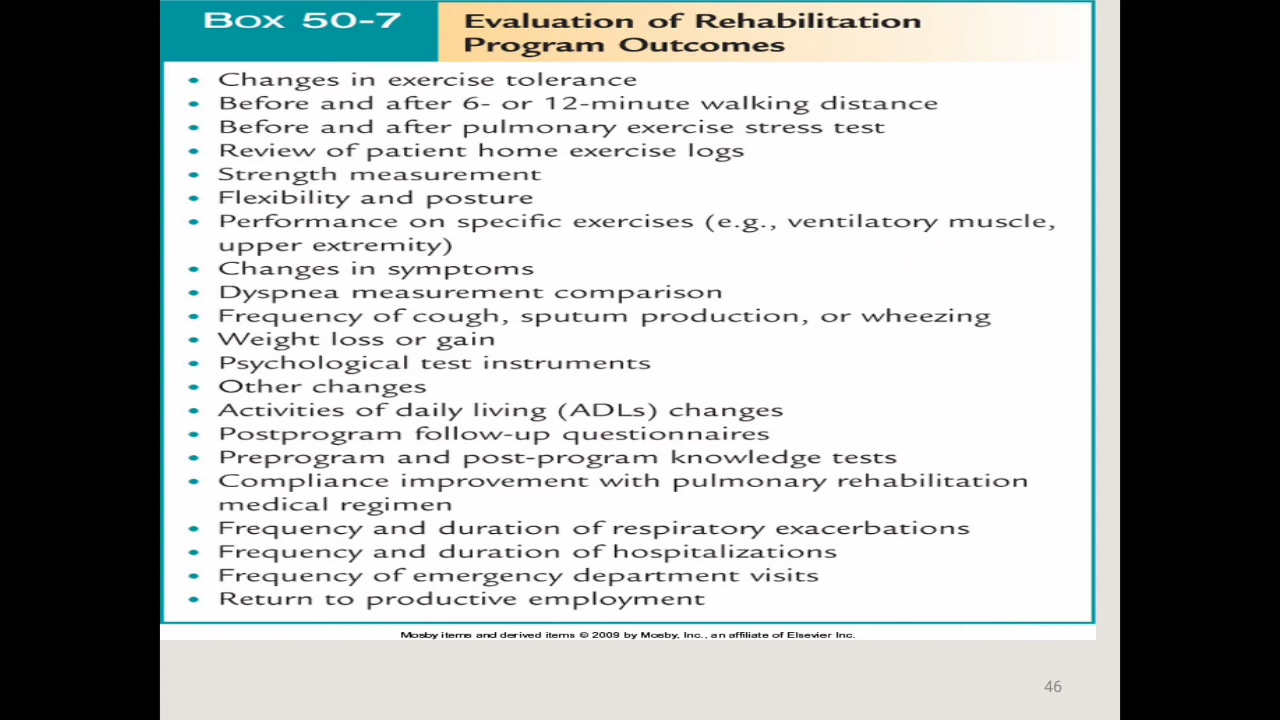 Box 50-7
Evaluation of Rehabilitation
Program Outcomes
• Changes in exercise tolerance
• Before and after 6- or 12-minute walking distance
• Before and after pulmonary exercise stress test
• Review of patient home exercise logs
• Strength measurement
• Flexibility and posture
• Performance on specific exercises (e.g., ventilatory muscle,
upper extremity)
• Changes in symptoms
• Dyspnea measurement comparison
• Frequency of cough, sputum production, or wheezing
• Weight loss or gain
• Psychological test instruments
• Other changes
• Activities of daily living (ADLs) changes
• Postprogram follow-up questionnaires
• Preprogram and post-program knowledge tests
• Compliance improvement with pulmonary rehabilitation
medical regimen
• Frequency and duration of respiratory exacerbations
• Frequency and duration of hospitalizations
• Frequency of emergency department visits
• Return to productive employment
Mosby items and derived items © 2009 by Mosby, Inc., an affiliate of Elsevier Inc.
46